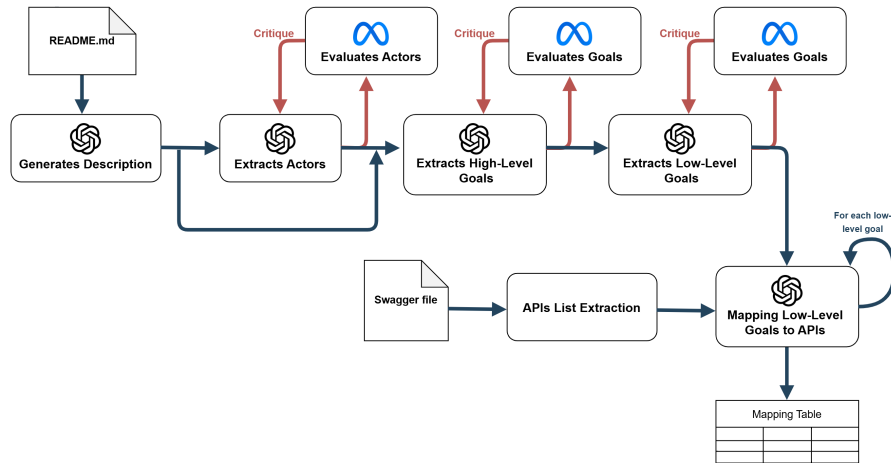 README.md
Critique
Evaluates Actors
Critique
Evaluates Goals
Critique
Evaluates Goals
Generates Description
Extracts Actors
Extracts High-Level
Goals
Extracts Low-Level
Goals
For each low-
level goal
Swagger file
APIs List Extraction
Mapping Low-Level
Goals to APIs
Mapping Table